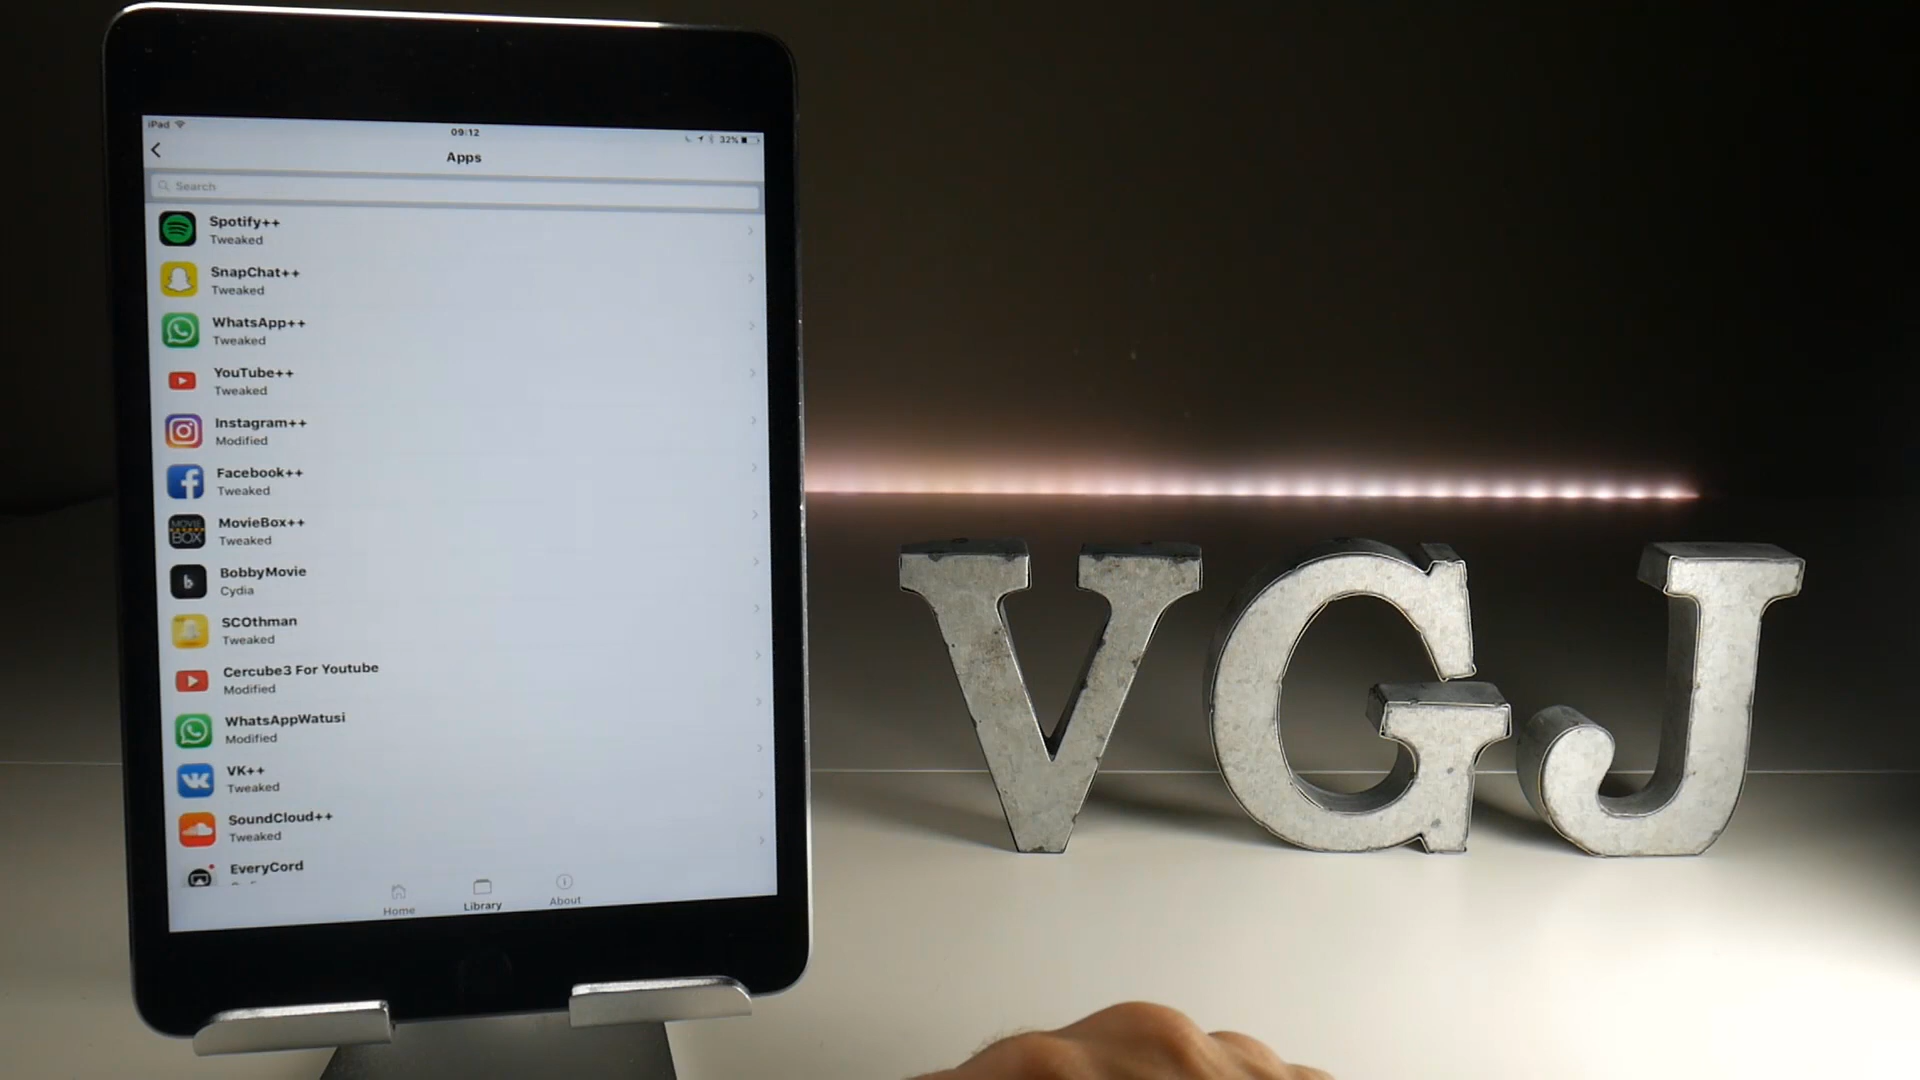 iPad
09:12
32%
Apps
Search
Spotify++
Tweaked
SnapChat++
Tweaked
WhatsApp++
Tweaked
YouTube++
Tweaked
Instagram++
Modified
Facebook++
Tweaked
MOVIE
BOX
MovieBox++
Tweaked
b
BobbyMovie
Cydia
SCOthman
Tweaked
Cercube3 For Youtube
Modified
WhatsAppWatusi
Modified
VK++
Tweaked
SoundCloud++
Tweaked
EveryCord
Home
Library
About
VGJ